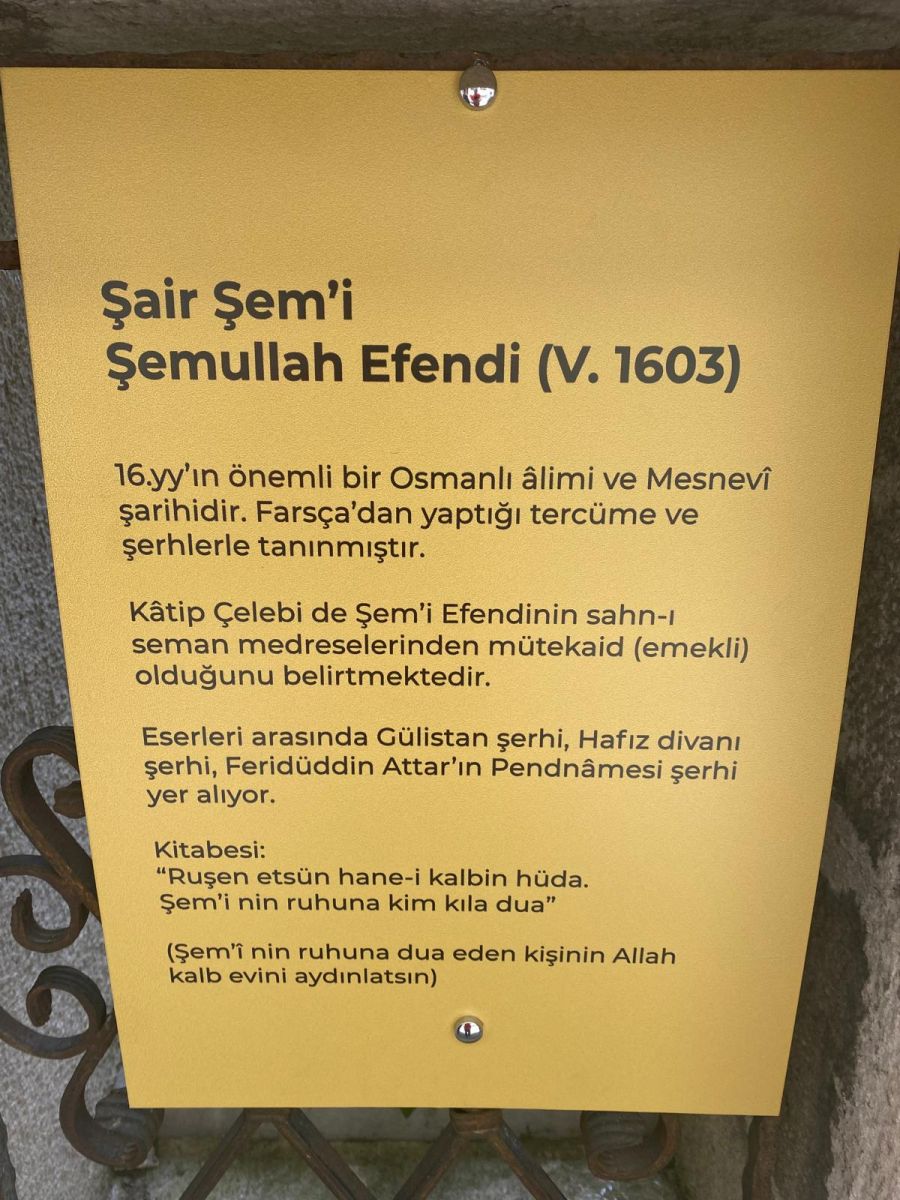 Şair Şem’i
Şemullah Efendi (V. 1603)
16.yy’ın önemli bir Osmanlı âlimi ve Mesnevî
şarihidir. Farsça’dan yaptığı tercüme ve
şerhlerle tanınmıştır.
Kâtip Çelebi de Şem’i Efendinin sahn-ı
seman medreselerinden mütekaid (emekli)
olduğunu belirtmektedir.
Eserleri arasında Gülistan şerhi, Hafız divanı
şerhi, Feridüddin Attar’ın Pendnâmesi şerhi
yer alıyor.
Kitabesi:
“Ruşen etsün hane-i kalbin hüda.
Şem’i nin ruhuna kim kıla dua”
(Şem’î nin ruhuna dua eden kişinin Allah
kalb evini aydınlatsın)